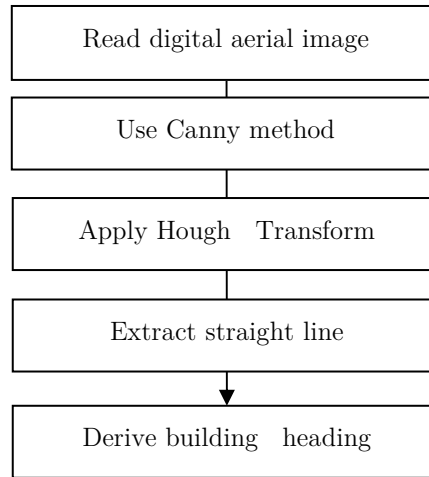 Read digital aerial image
Use Canny method
Apply Hough Transform
Extract straight line
Derive building heading